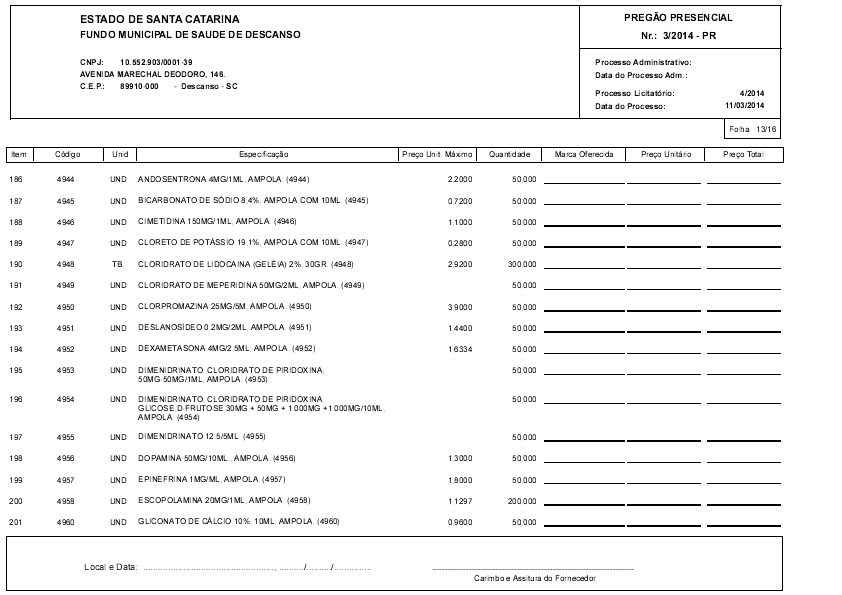 ESTADO DE SANTA CATARINA
FUNDO MUNICIPAL DE SAUDE DE DESCANSO
CNPJ: 10.552.903/0001-39
AVENIDA MARECHAL DEODORO, 146.
C.E.P.: 89910-000 - Descanso - SC
PREGÃO PRESENCIAL
Nr.: 3/2014 - PR
Processo Administrativo:
Data do Processo Adm.:
Processo Licitatório: 4/2014
Data do Processo: 11/03/2014
Folha: 13/16
Item Código Unid Especificação Preço Unit. Máximo Quantidade Marca Oferecida Preço Unitário Preço Total
186 4944 UND ANDOSENTRONA 4MG/1ML, AMPOLA. (4944) 2,2000 50,000
187 4945 UND BICARBONATO DE SÓDIO 8.4%, AMPOLA COM 10ML. (4945) 0,7200 50,000
188 4946 UND CIMETIDINA 150MG/1ML, AMPOLA. (4946) 1,1000 50,000
189 4947 UND CLORETO DE POTÁSSIO 19,1%, AMPOLA COM 10ML. (4947) 0,2800 50,000
190 4948 TB. CLORIDRATO DE LIDOCAINA (GELÉIA) 2%, 30GR. (4948) 2,9200 300,000
191 4949 UND CLORIDRATO DE MEPERIDINA 50MG/2ML, AMPOLA. (4949) 50,000
192 4950 UND CLORPROMAZINA 25MG/5M, AMPOLA. (4950) 3,9000 50,000
193 4951 UND DESLANOSÍDEO 0.2MG/2ML, AMPOLA. (4951) 1,4400 50,000
194 4952 UND DEXAMETASONA 4MG/2.5ML, AMPOLA. (4952) 1,6334 50,000
195 4953 UND DIMENIDRINATO, CLORIDRATO DE PIRIDOXINA, 50,000
50MG-50MG/1ML, AMPOLA. (4953)
196 4954 UND DIMENIDRINATO, CLORIDRATO DE PIRIDOXINA, 50,000
GLICOSE,D-FRUTOSE 30MG + 50MG + 1.000MG +1.000MG/10ML,
AMPOLA. (4954)
197 4955 UND DIMENIDRINATO 12.5/5ML. (4955) 50,000
198 4956 UND DOPAMINA 50MG/10ML, AMPOLA. (4956) 1,3000 50,000
199 4957 UND EPINEFRINA 1MG/ML, AMPOLA. (4957) 1,8000 50,000
200 4958 UND ESCOPOLAMINA 20MG/1ML, AMPOLA. (4958) 1,1297 200,000
201 4960 UND GLICONATO DE CÁLCIO 10%, 10ML, AMPOLA. (4960) 0,9600 50,000
Local e Data: ......................................................, ........../........../...............
Carimbo e Assitura do Fornecedor